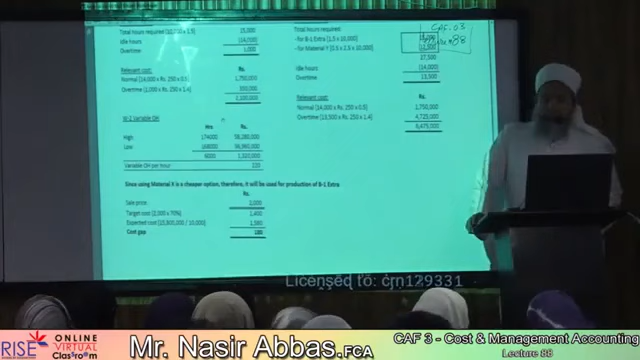 Total hours required (10,000 x 1.5) 15,000
Idle hours (14,000)
Overtime 1,000
Relevant cost: Rs.
Normal (14,000 x Rs. 250 x 0.5) 1,750,000
Overtime (1,000 x Rs. 250 x 1.4) 350,000
2,100,000
W-2 Variable OH
Hrs. Rs.
High 174000
Low 168000
6000 1,320,000
Variable OH per hour 220
Since using Material X is a cheaper option, therefore, it will be used for production of B-1 Extra
Rs.
Sale price 2,000
Target cost (2,000 x 70%) 1,400
Expected cost (15,800,000 / 10,000) 1,580
Cost gap 180
Total hours required:
- for B-1 Extra [1.5 x 10,000]
- for Material Y [0.5 x 2.5 x 10,000] 12,500
27,500
Idle hours (14,000)
Overtime 13,500
Relevant cost: Rs.
Normal (14,000 x Rs. 250 x 0.5) 1,750,000
Overtime (13,500 x Rs. 250 x 1.4) 4,725,000
6,475,000
CAF-03
88
Licensed to: crn129331
RISE ONLINE VIRTUAL Classroom
Mr. Nasir Abbas.FCA
CAF 3 - Cost & Management Accounting
Lecture 88